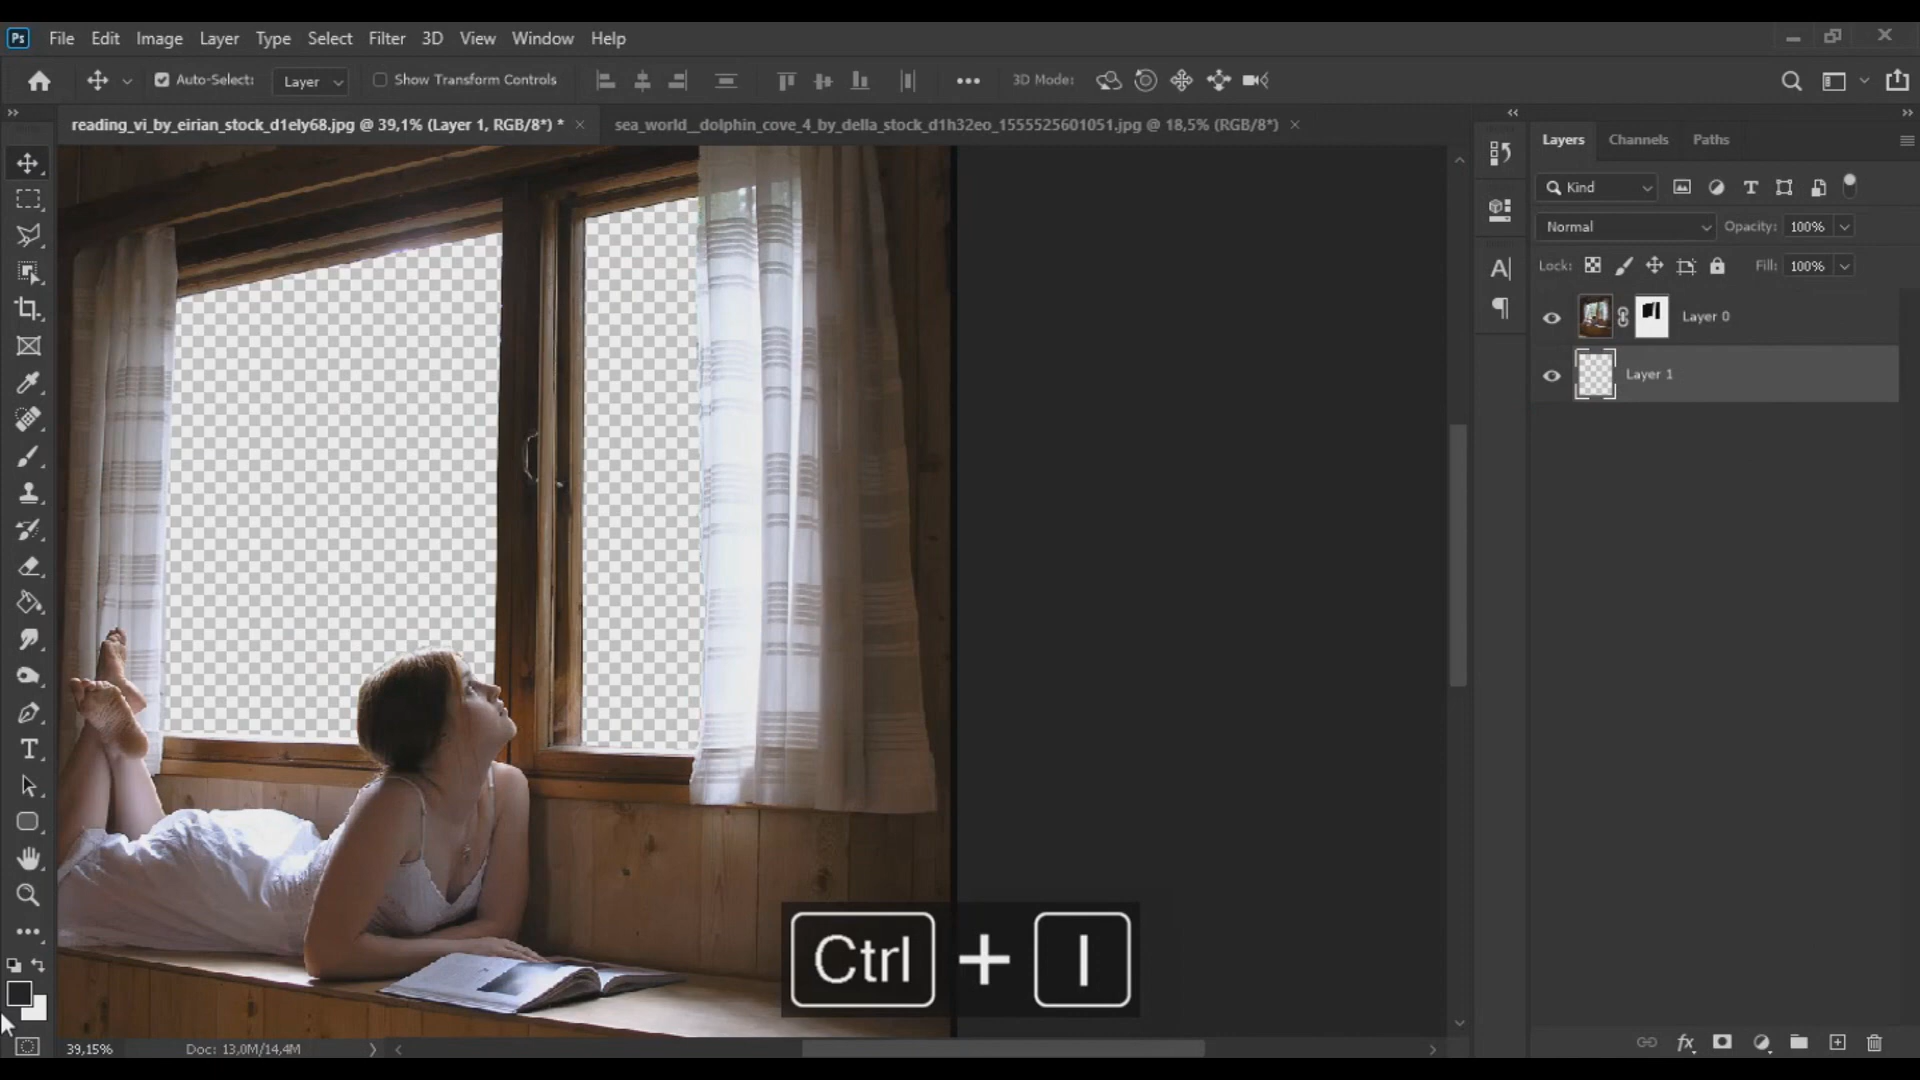 Ps File Edit Image Layer Type Select Filter 3D View Window Help
Auto-Select: Layer Show Transform Controls 3D Mode:
reading_vi_by_eirian_stock_d1ely68.jpg @ 39,1% (Layer 1, RGB/8*) * sea_world__dolphin_cove_4_by_della_stock_d1h32eo_1555525601051.jpg @ 18,5% (RGB/8*)
Layers Channels Paths
Kind
Normal Opacity: 100%
Lock: Fill: 100%
Layer 0
Layer 1
Ctrl + I
39,15% Doc: 13,0M/14,4M